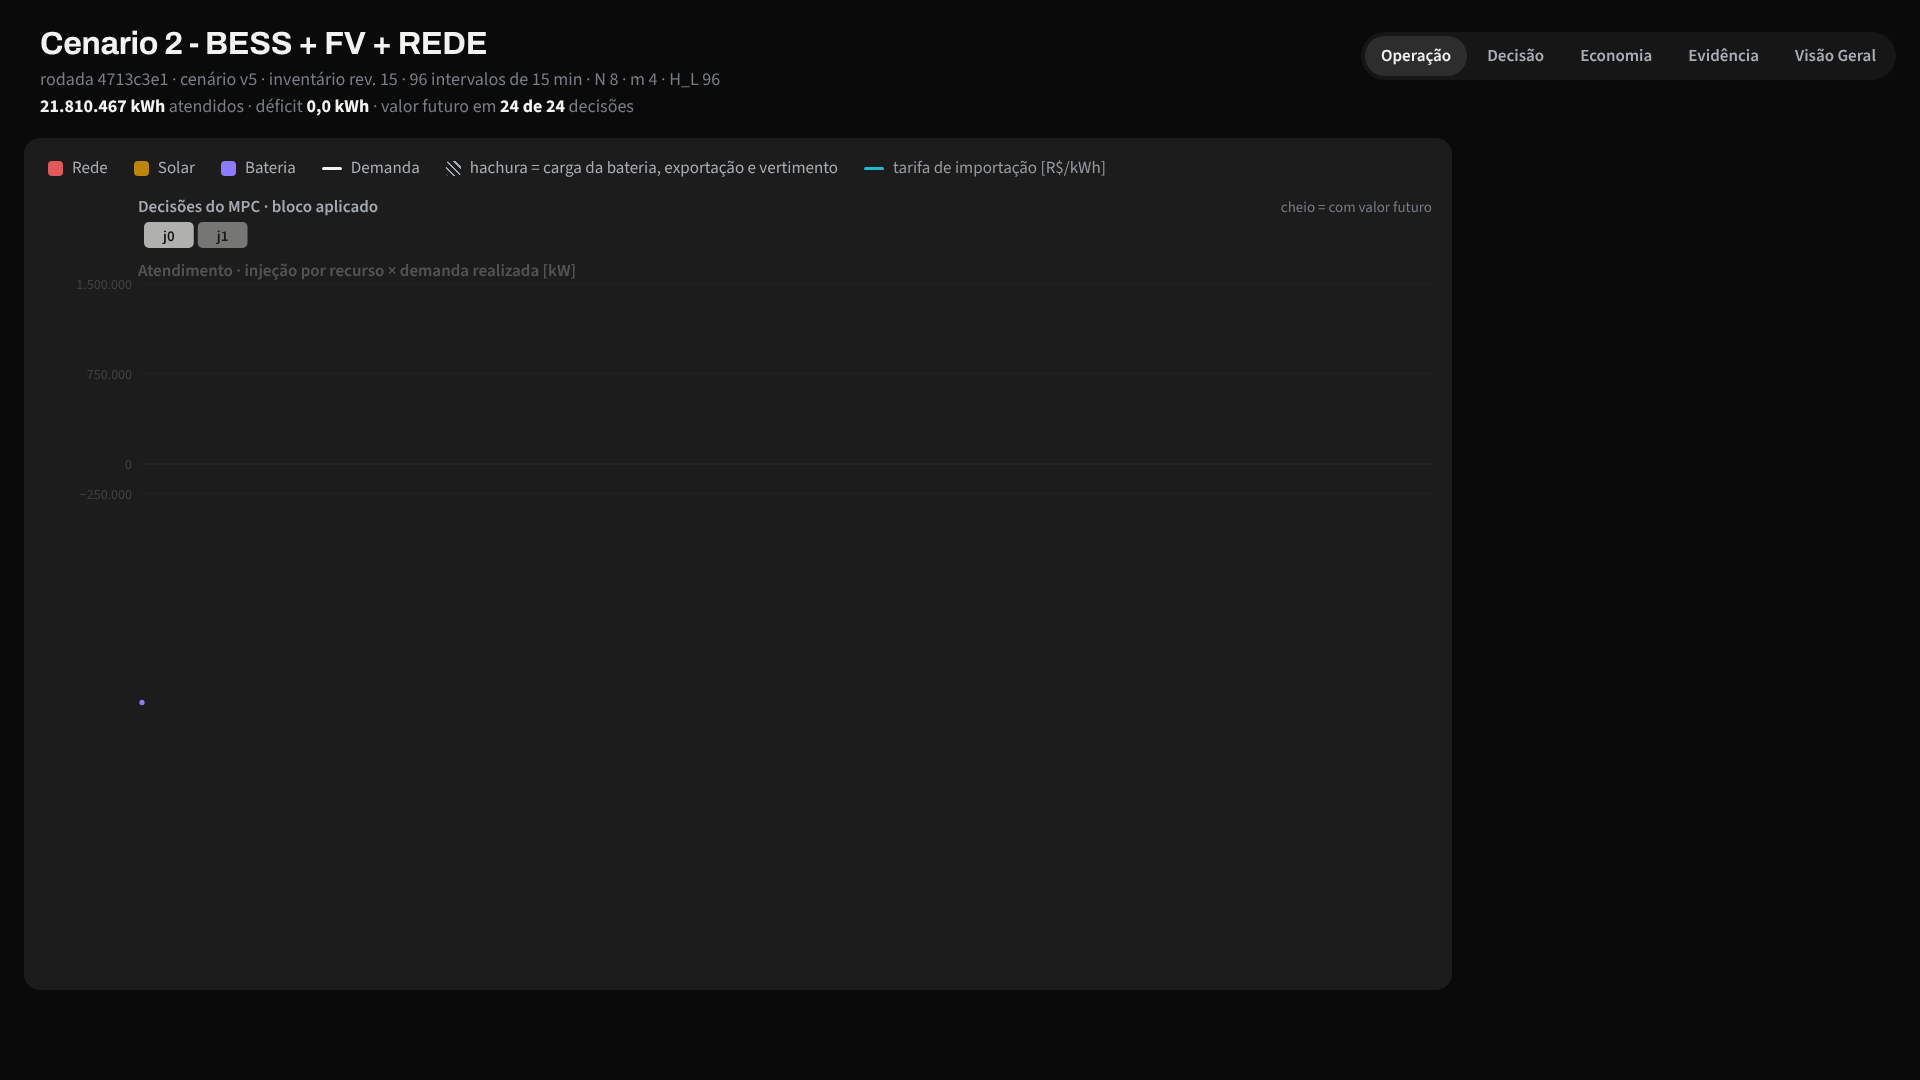 Cenario 2 - BESS + FV + REDE
rodada 4713c3e1 · cenário v5 · inventário rev. 15 · 96 intervalos de 15 min · N 8 · m 4 · H_L 96
21.810.467 kWh atendidos · déficit 0,0 kWh · valor futuro em 24 de 24 decisões
Operação Decisão Economia Evidência Visão Geral
Rede Solar Bateria Demanda hachura = carga da bateria, exportação e vertimento tarifa de importação [R$/kWh]
Decisões do MPC · bloco aplicado
cheio = com valor futuro
j0 j1
Atendimento · injeção por recurso × demanda realizada [kW]
1.500.000
750.000
0
−250.000